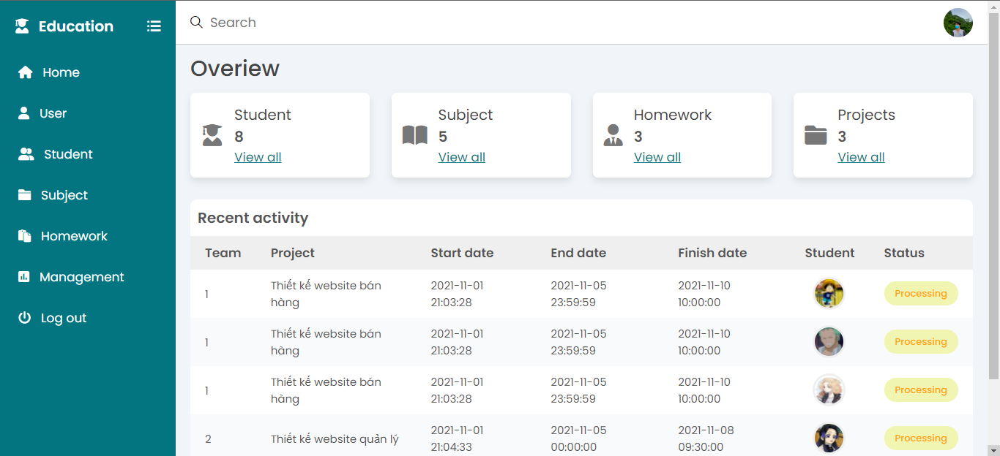 Education
Search
Home
User
Student
Subject
Homework
Management
Log out
Overiew
Student
8
View all
Subject
5
View all
Homework
3
View all
Projects
3
View all
Recent activity
Team Project Start date End date Finish date Student Status
1 Thiết kế website bán 2021-11-01 2021-11-05 2021-11-10 Processing
hàng 21:03:28 23:59:59 10:00:00
1 Thiết kế website bán 2021-11-01 2021-11-05 2021-11-10 Processing
hàng 21:03:28 23:59:59 10:00:00
1 Thiết kế website bán 2021-11-01 2021-11-05 2021-11-10 Processing
hàng 21:03:28 23:59:59 10:00:00
2 Thiết kế website quản lý 2021-11-01 2021-11-05 2021-11-08 Processing
21:04:33 00:00:00 09:30:00